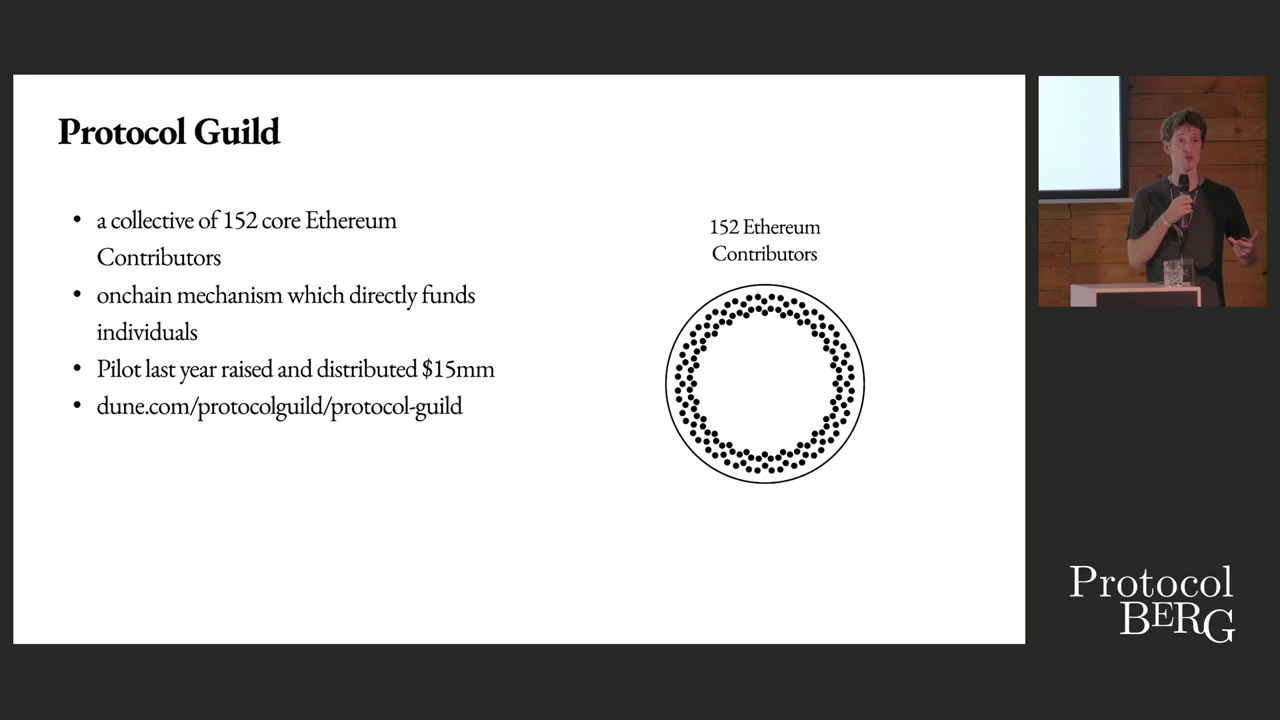 Protocol Guild
• a collective of 152 core Ethereum
Contributors
• onchain mechanism which directly funds
individuals
• Pilot last year raised and distributed $15mm
• dune.com/protocolguild/protocol-guild
152 Ethereum
Contributors
Protocol
BERG